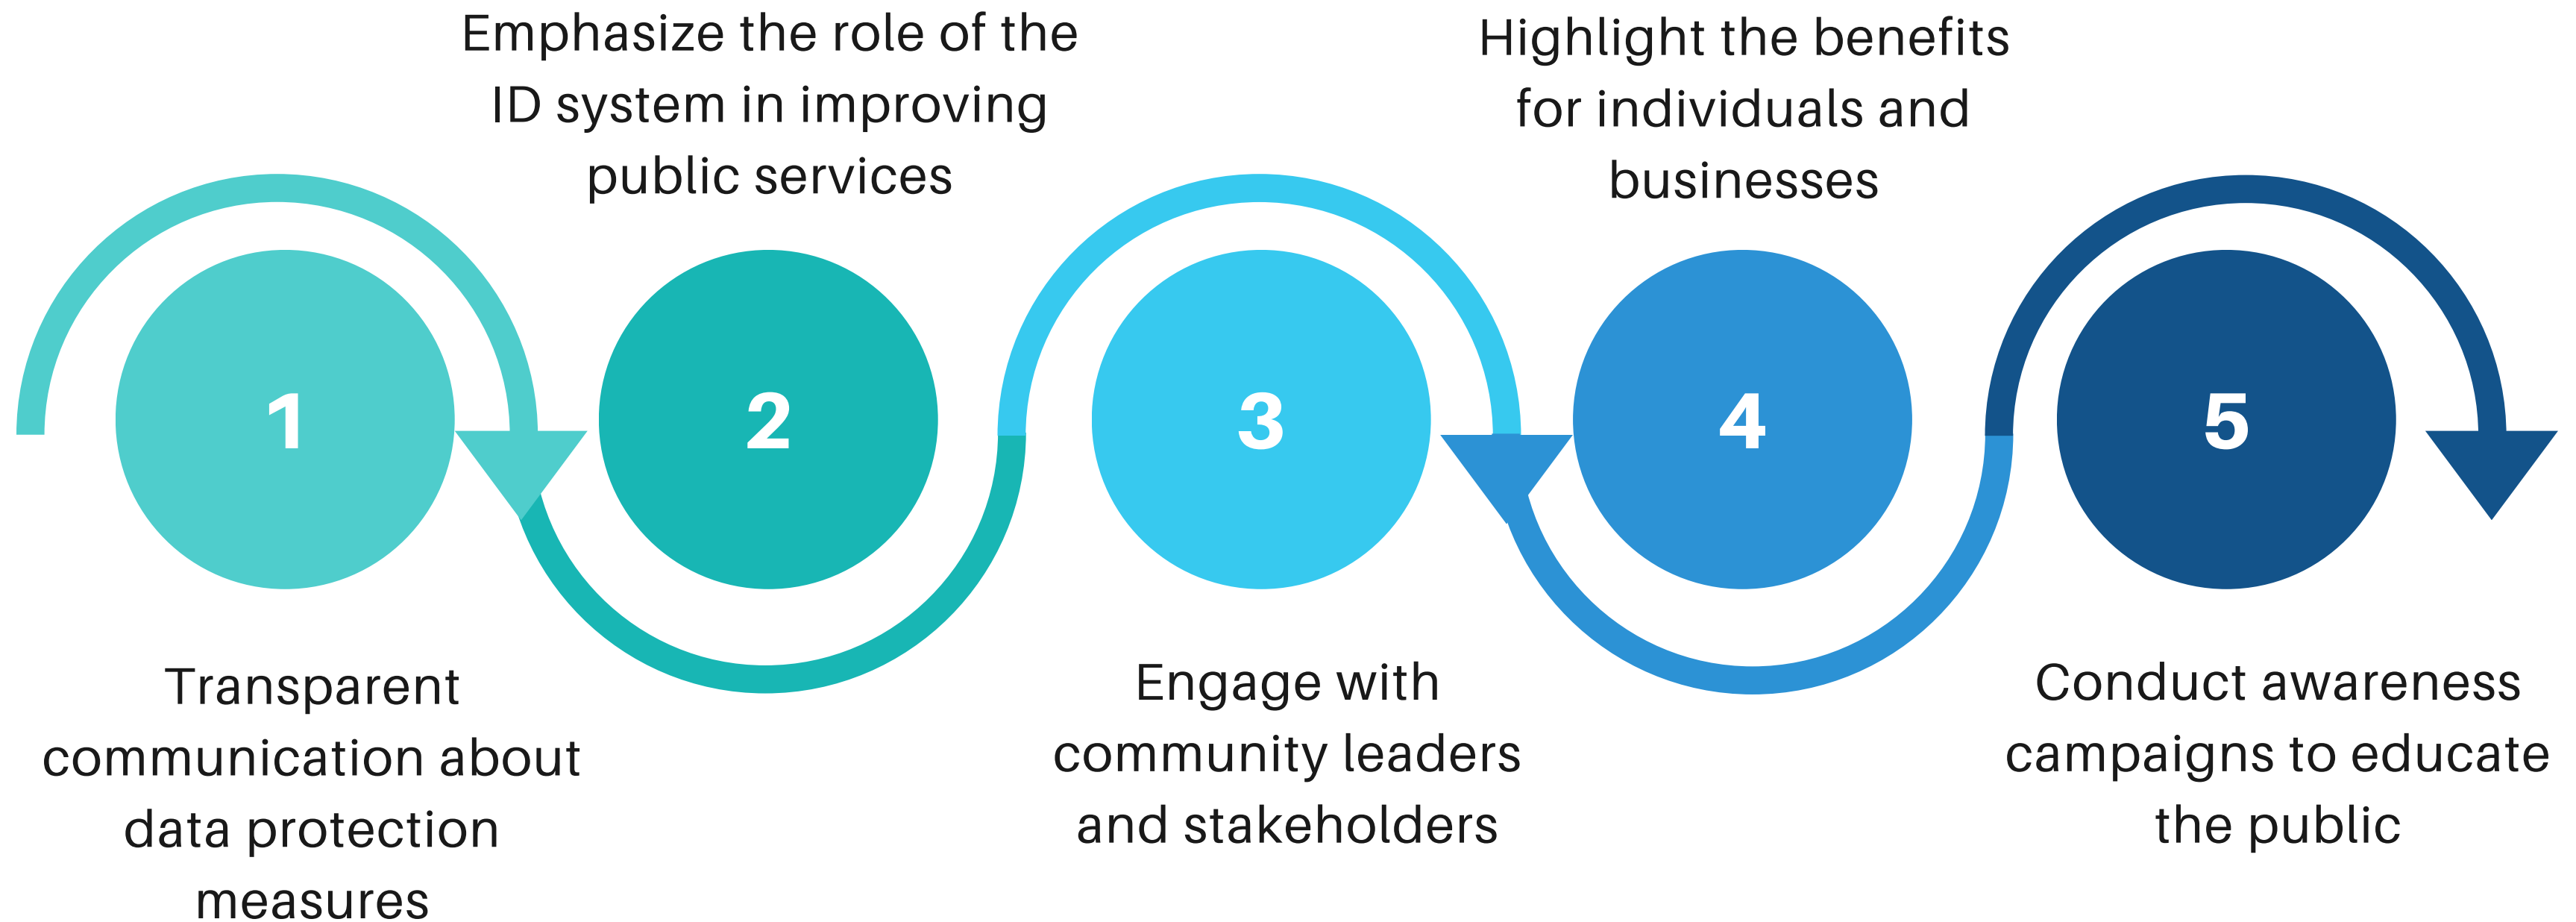 1
Transparent
communication about
data protection
measures
Emphasize the role of the
ID system in improving
public services
2
3
Engage with
community leaders
and stakeholders
Highlight the benefits
for individuals and
businesses
4
5
Conduct awareness
campaigns to educate
the public